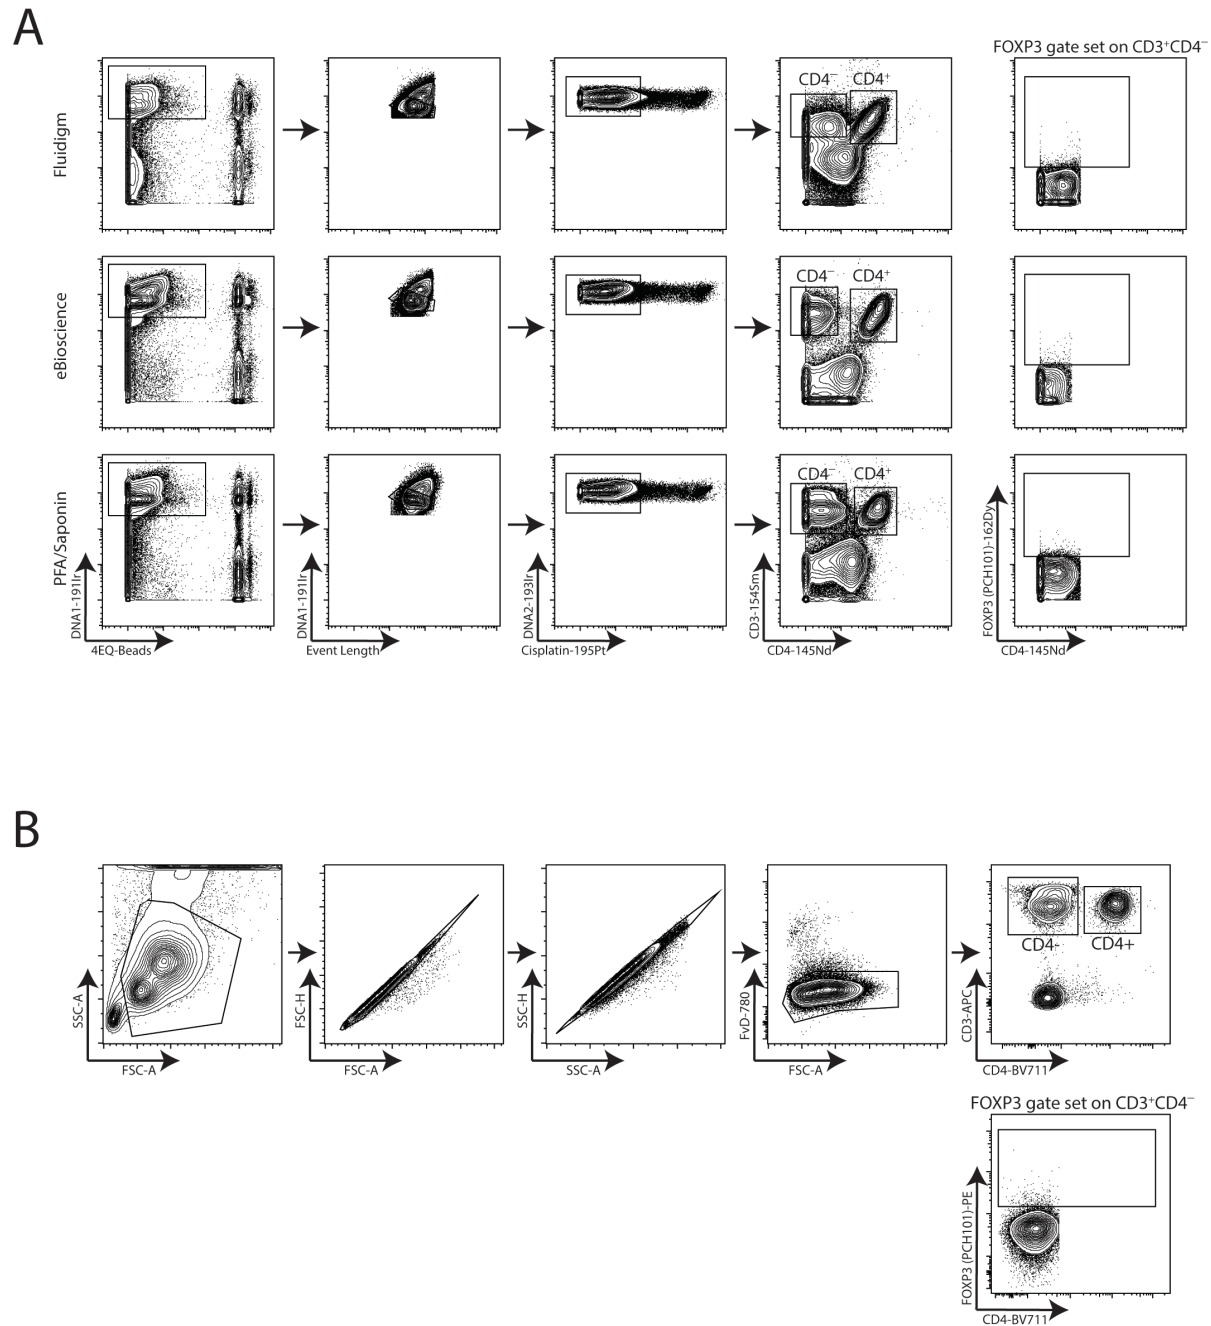 A
FOXP3 gate set on CD3⁺CD4⁻
Fluidigm
CD4⁻
CD4⁺
eBioscience
CD4⁻
CD4⁺
PFA/Saponin
CD4⁻
CD4⁺
DNA1-191Ir
4EQ-Beads
DNA1-191Ir
Event Length
DNA2-193Ir
Cisplatin-195Pt
CD3-154Sm
CD4-145Nd
FOXP3 (PCH101)-162Dy
CD4-145Nd
B
SSC-A
FSC-A
FSC-H
FSC-A
SSC-H
SSC-A
FvD-780
FSC-A
CD4-
CD4+
CD3-APC
CD4-BV711
FOXP3 gate set on CD3⁺CD4⁻
FOXP3 (PCH101)-PE
CD4-BV711